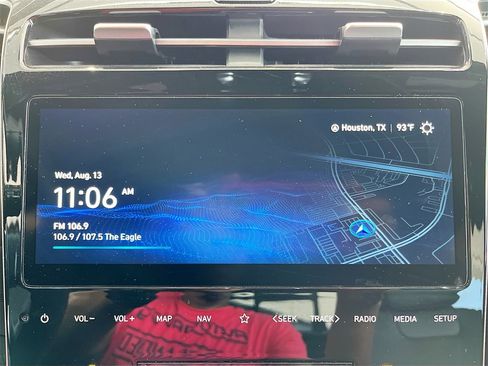 Houston, TX | 93°F
Wed, Aug. 13
11:06 AM
FM 106.9
106.9 / 107.5 The Eagle
VOL− VOL+ MAP NAV <SEEK TRACK> RADIO MEDIA SETUP